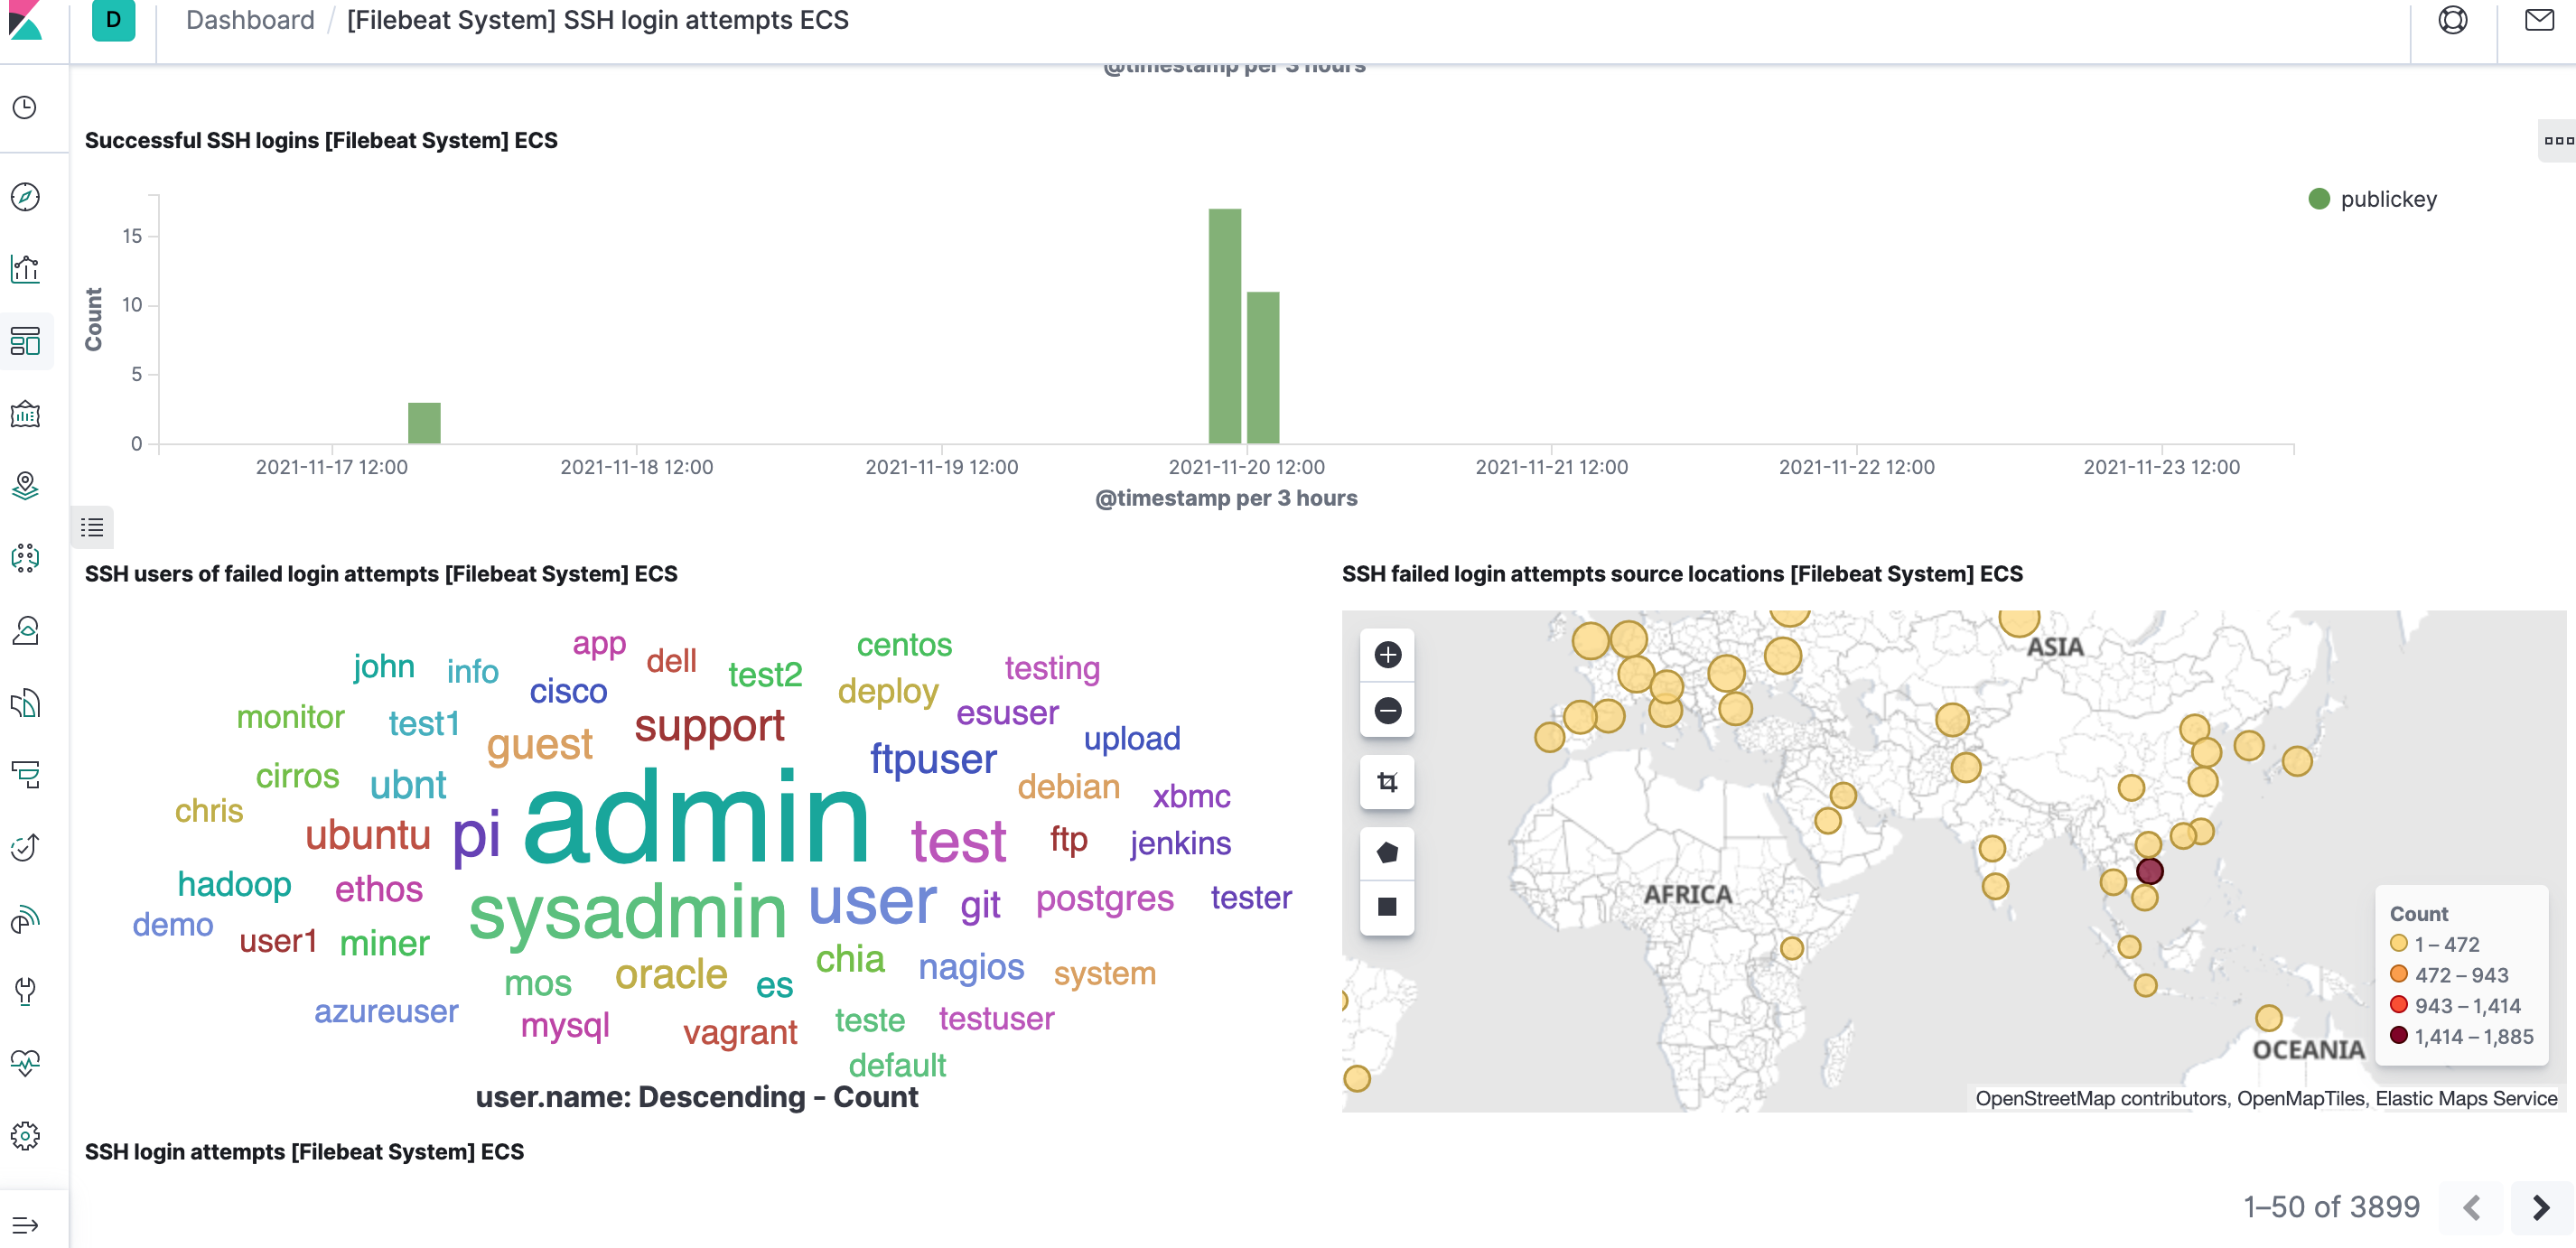 D
Dashboard / [Filebeat System] SSH login attempts ECS
@timestamp per 3 hours
Successful SSH logins [Filebeat System] ECS
publickey
15
10
5
0
Count
2021-11-17 12:00 2021-11-18 12:00 2021-11-19 12:00 2021-11-20 12:00 2021-11-21 12:00 2021-11-22 12:00 2021-11-23 12:00
@timestamp per 3 hours
SSH users of failed login attempts [Filebeat System] ECS
app
centos
john
info
dell
test2
testing
cisco
deploy
monitor
test1
esuser
guest
support
ftpuser
upload
cirros
ubnt
debian
xbmc
chris
ubuntu
pi
admin
test
ftp
jenkins
hadoop
ethos
sysadmin
user
git
postgres
tester
demo
user1
miner
chia
nagios
system
mos
oracle
es
azureuser
mysql
vagrant
teste
testuser
default
user.name: Descending - Count
SSH failed login attempts source locations [Filebeat System] ECS
ASIA
AFRICA
OCEANIA
Count
1 – 472
472 – 943
943 – 1,414
1,414 – 1,885
OpenStreetMap contributors, OpenMapTiles, Elastic Maps Service
SSH login attempts [Filebeat System] ECS
1–50 of 3899